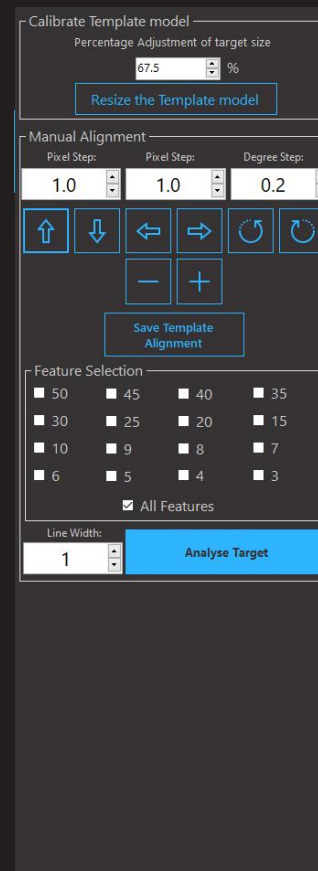 Calibrate Template model
Percentage Adjustment of target size
67.5 %
Resize the Template model
Manual Alignment
Pixel Step: Pixel Step: Degree Step:
1.0 1.0 0.2
Save Template
Alignment
Feature Selection
50 45 40 35
30 25 20 15
10 9 8 7
6 5 4 3
All Features
Line Width:
1 Analyse Target